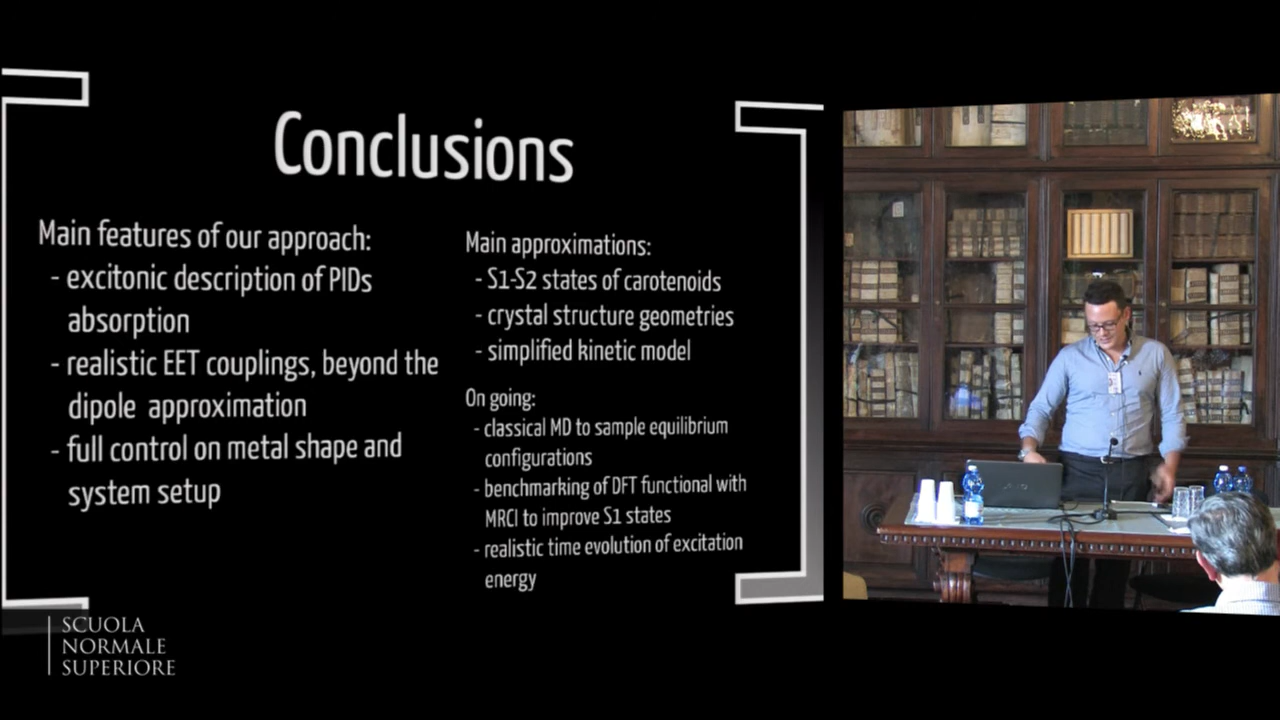 Conclusions
Main features of our approach:
- excitonic description of PIDs
absorption
- realistic EET couplings, beyond the
dipole approximation
- full control on metal shape and
system setup
Main approximations:
- S1-S2 states of carotenoids
- crystal structure geometries
- simplified kinetic model
On going:
- classical MD to sample equilibrium
configurations
- benchmarking of DFT functional with
MRCI to improve S1 states
- realistic time evolution of excitation
energy
SCUOLA
NORMALE
SUPERIORE